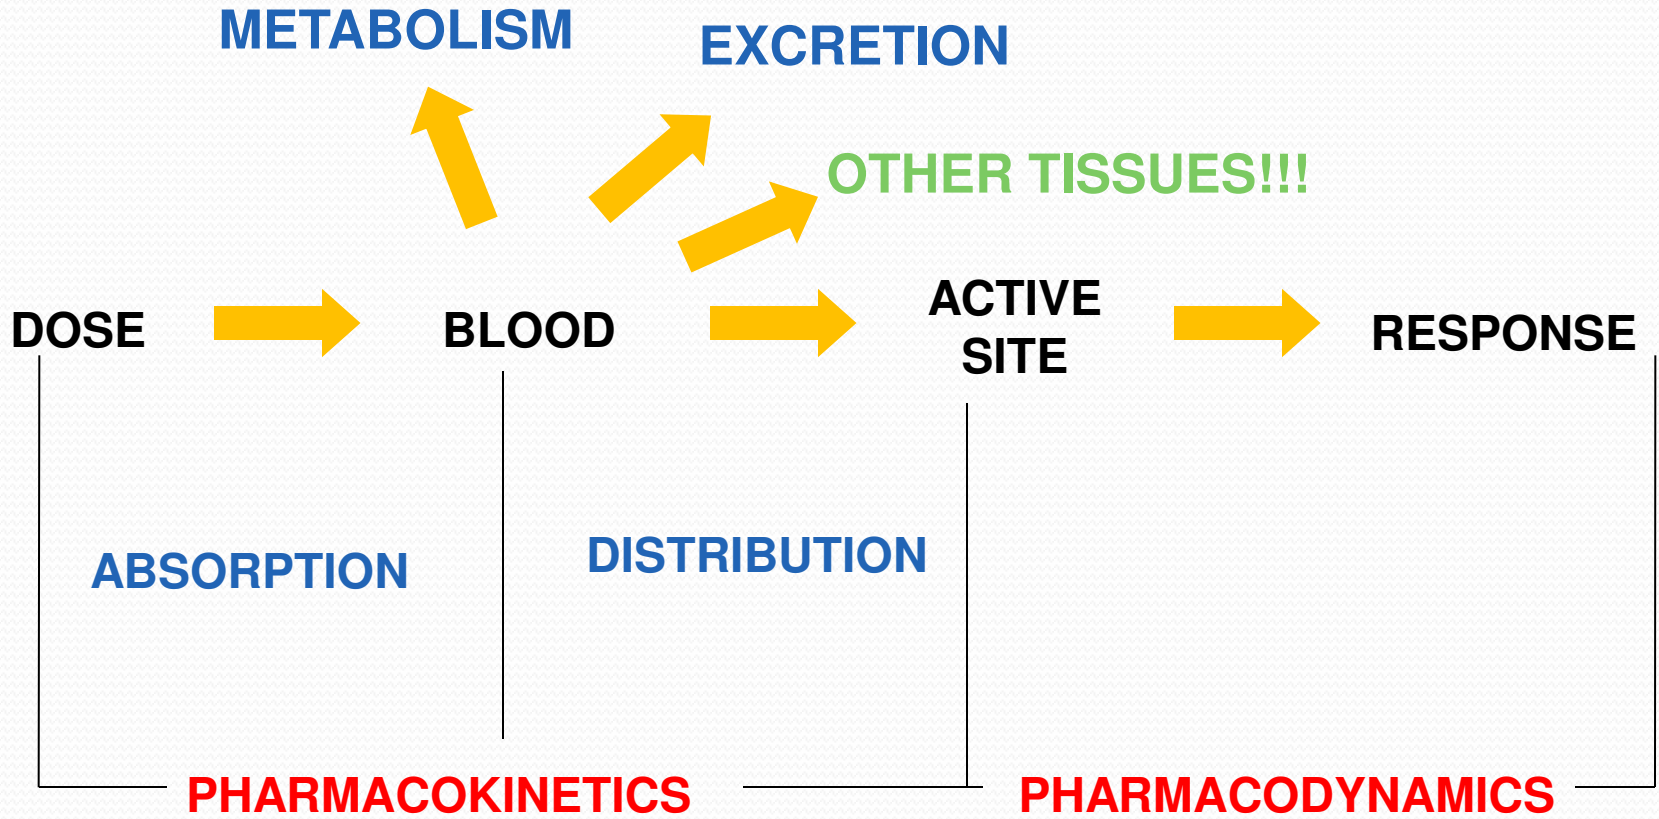 METABOLISM
EXCRETION
OTHER TISSUES!!!
DOSE
BLOOD
ACTIVE
SITE
RESPONSE
ABSORPTION
DISTRIBUTION
PHARMACOKINETICS
PHARMACODYNAMICS